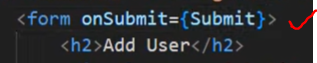 <form onSubmit={Submit}>
<h2>Add User</h2>